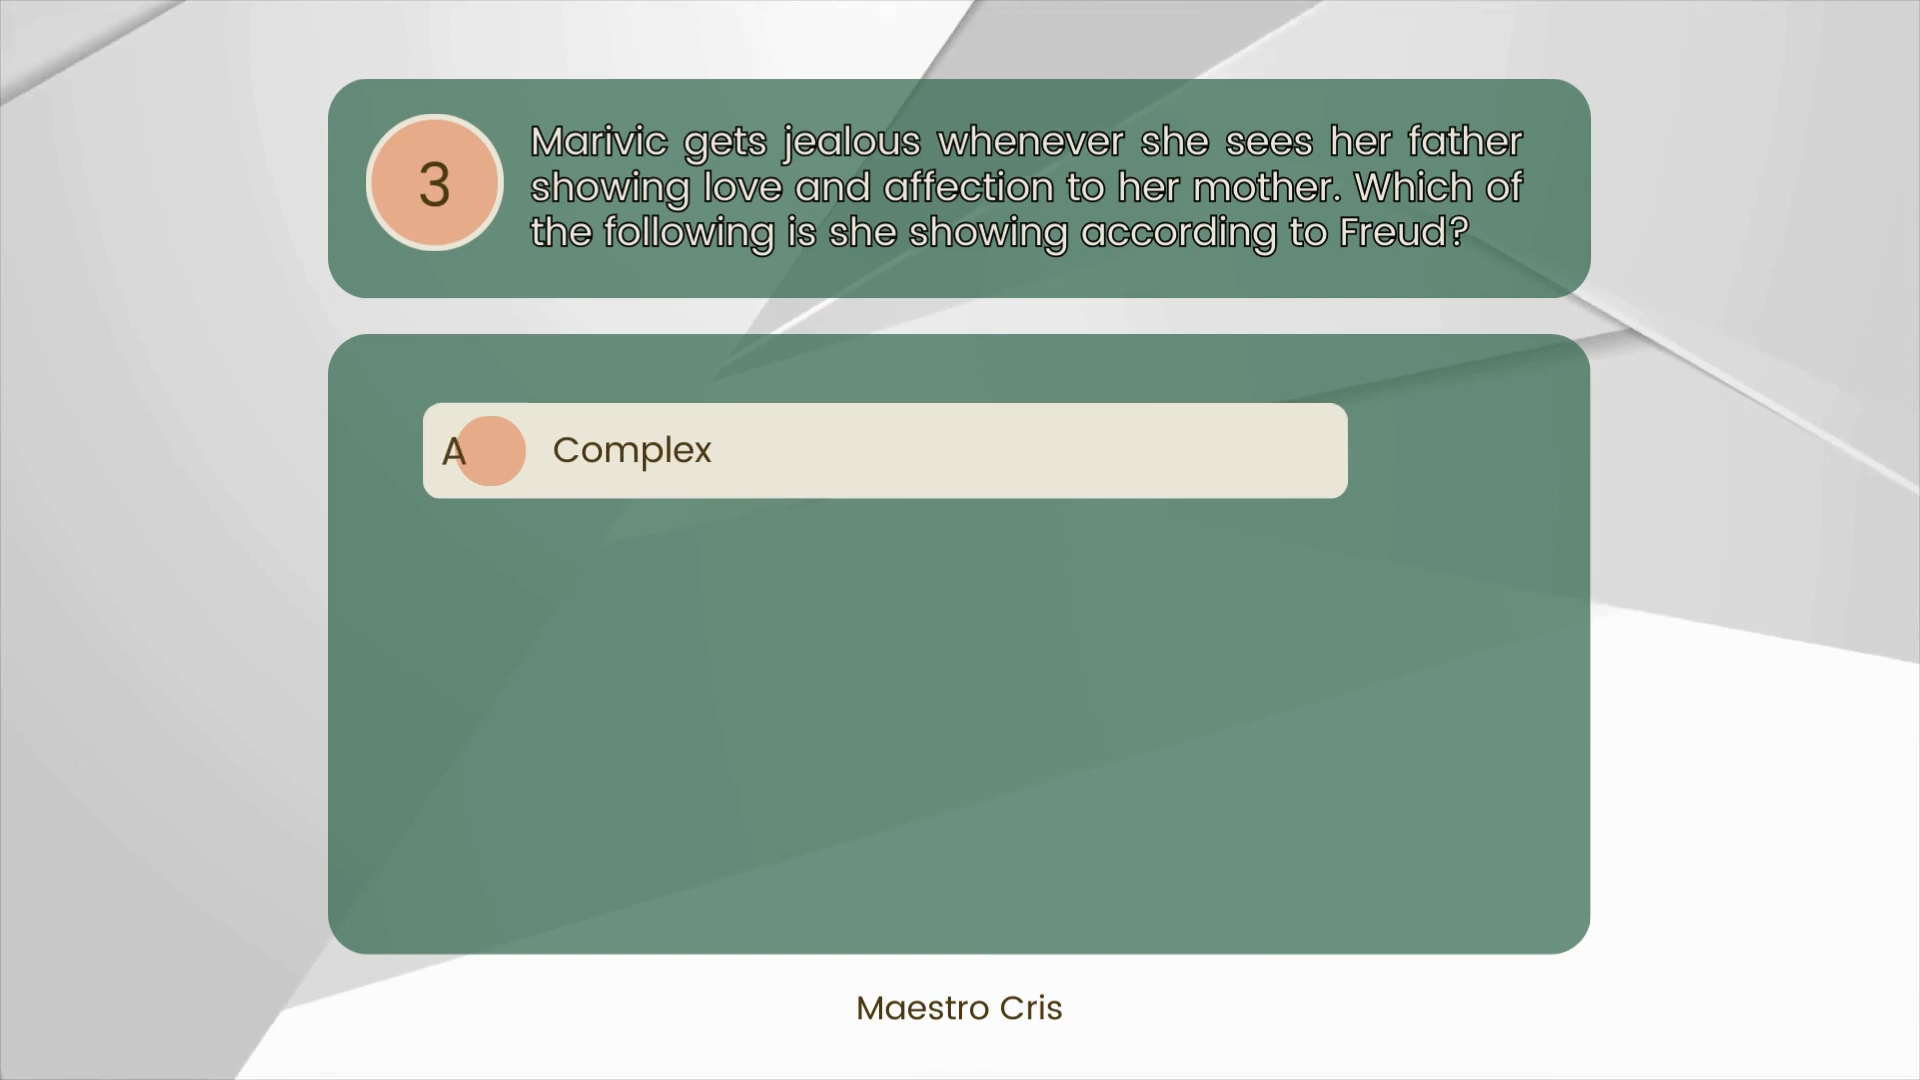 3
Marivic gets jealous whenever she sees her father
showing love and affection to her mother. Which of
the following is she showing according to Freud?
A Complex
Maestro Cris